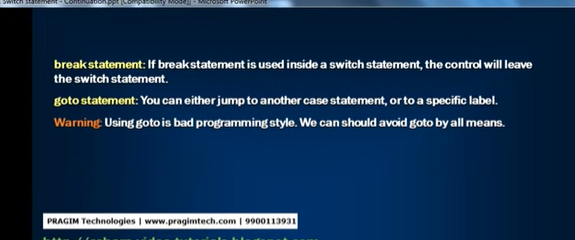 Switch statement - Continuation.ppt [Compatibility Mode] - Microsoft PowerPoint
break statement: If break statement is used inside a switch statement, the control will leave
the switch statement.
goto statement: You can either jump to another case statement, or to a specific label.
Warning: Using goto is bad programming style. We can should avoid goto by all means.
PRAGIM Technologies | www.pragimtech.com | 9900113931